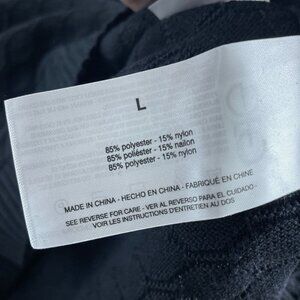 L
85% polyester - 15% nylon
85% poliéster - 15% nailon
85% polyester - 15% nylon
MADE IN CHINA - HECHO EN CHINA - FABRIQUÉ EN CHINE
SEE REVERSE FOR CARE - VER AL REVERSO PARA EL CUIDADO -
VOIR LES INSTRUCTIONS D'ENTRETIEN AU DOS